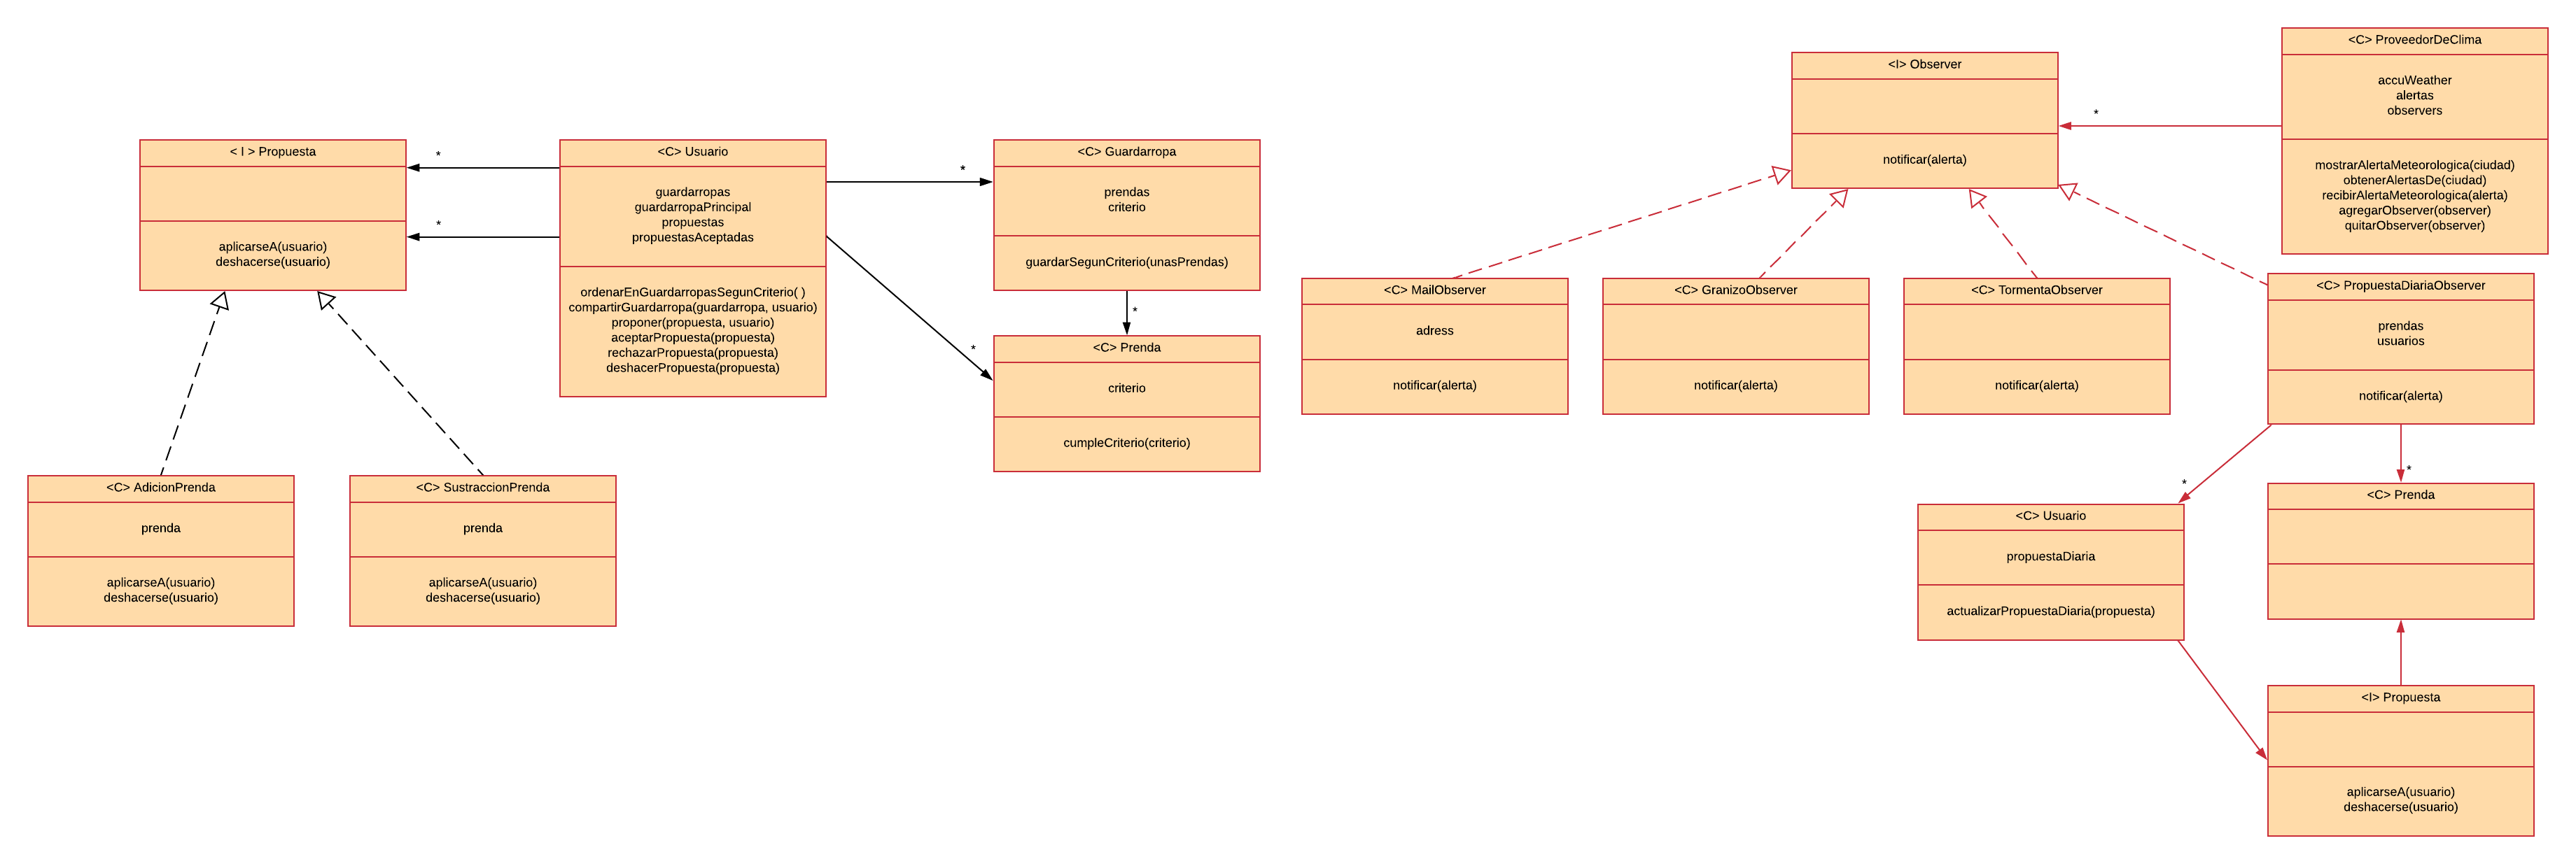 < I > Propuesta
aplicarseA(usuario)
deshacerse(usuario)
*
*
<C> Usuario
guardarropas
guardarropaPrincipal
propuestas
propuestasAceptadas
ordenarEnGuardarropasSegunCriterio( )
compartirGuardarropa(guardarropa, usuario)
proponer(propuesta, usuario)
aceptarPropuesta(propuesta)
rechazarPropuesta(propuesta)
deshacerPropuesta(propuesta)
*
*
<C> Guardarropa
prendas
criterio
guardarSegunCriterio(unasPrendas)
*
<C> Prenda
criterio
cumpleCriterio(criterio)
<C> AdicionPrenda
prenda
aplicarseA(usuario)
deshacerse(usuario)
<C> SustraccionPrenda
prenda
aplicarseA(usuario)
deshacerse(usuario)
<I> Observer
notificar(alerta)
*
<C> ProveedorDeClima
accuWeather
alertas
observers
mostrarAlertaMeteorologica(ciudad)
obtenerAlertasDe(ciudad)
recibirAlertaMeteorologica(alerta)
agregarObserver(observer)
quitarObserver(observer)
<C> MailObserver
adress
notificar(alerta)
<C> GranizoObserver
notificar(alerta)
<C> TormentaObserver
notificar(alerta)
<C> PropuestaDiariaObserver
prendas
usuarios
notificar(alerta)
*
*
<C> Usuario
propuestaDiaria
actualizarPropuestaDiaria(propuesta)
<C> Prenda
<I> Propuesta
aplicarseA(usuario)
deshacerse(usuario)